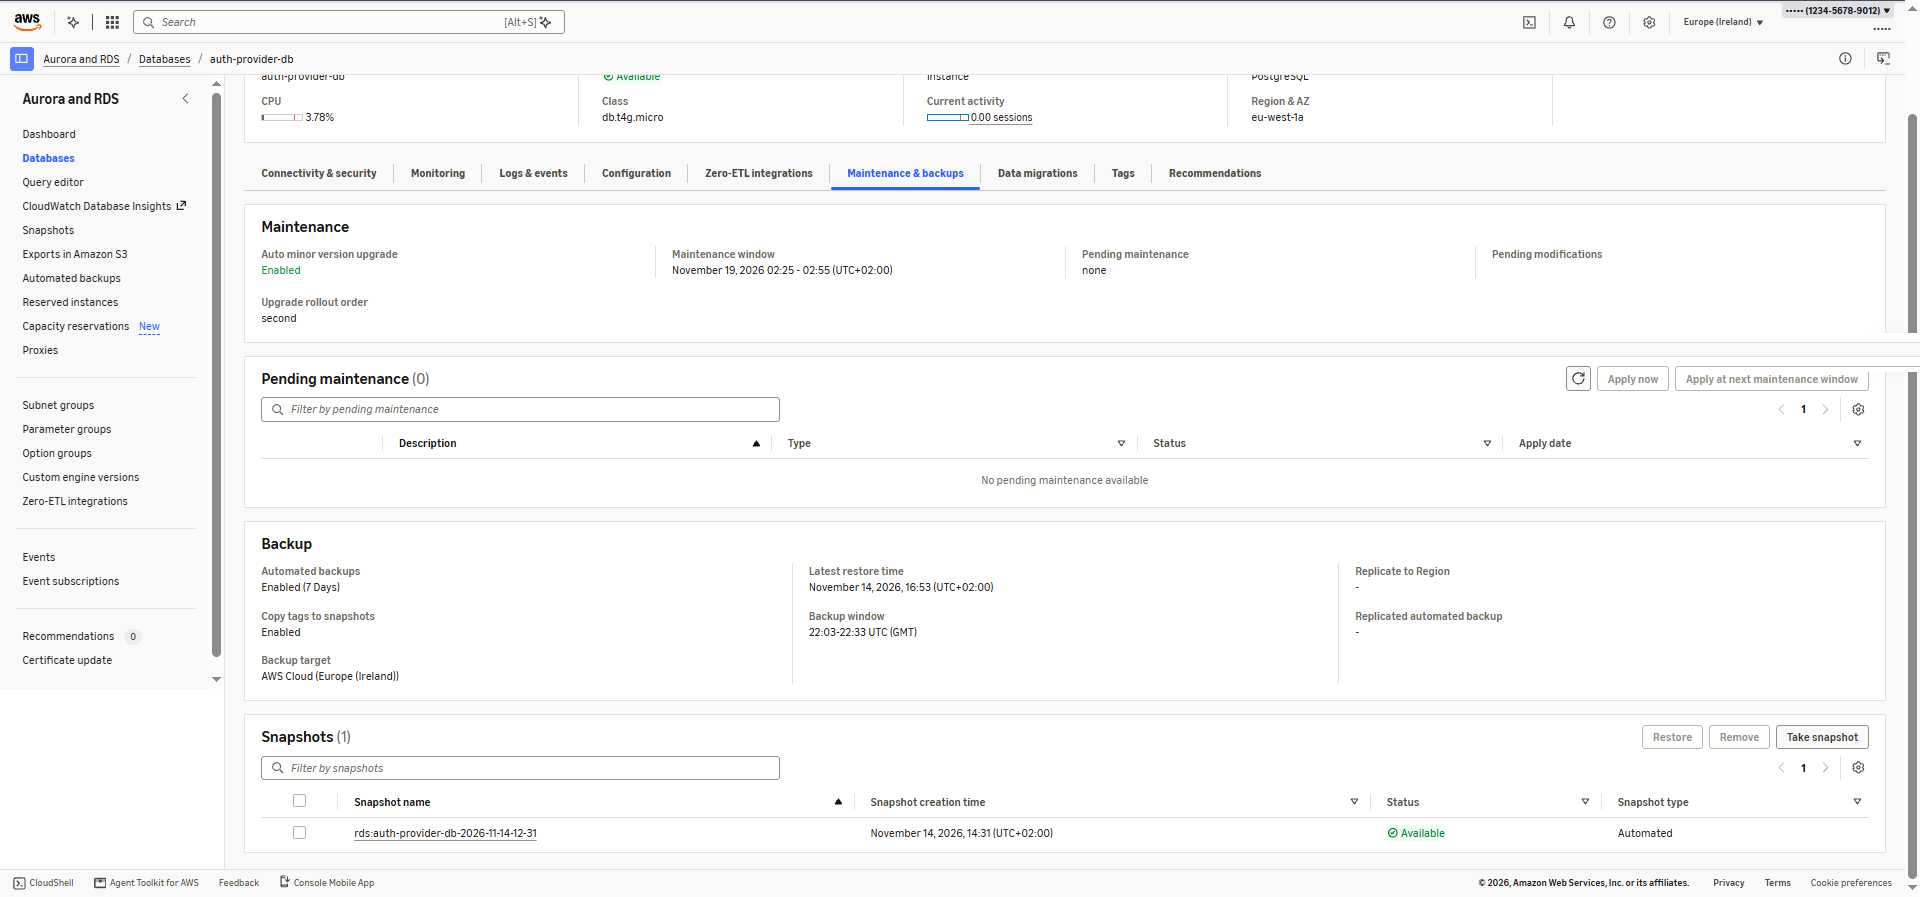 aws
Search [Alt+S]
Europe (Ireland) ▼
••••• (1234-5678-9012) ▼
•••••
Aurora and RDS / Databases / auth-provider-db
Aurora and RDS
Dashboard
Databases
Query editor
CloudWatch Database Insights
Snapshots
Exports in Amazon S3
Automated backups
Reserved instances
Capacity reservations New
Proxies
Subnet groups
Parameter groups
Option groups
Custom engine versions
Zero-ETL integrations
Events
Event subscriptions
Recommendations 0
Certificate update
auth-provider-db Available Instance PostgreSQL
CPU Class Current activity Region & AZ
3.78% db.t4g.micro 0.00 sessions eu-west-1a
Connectivity & security Monitoring Logs & events Configuration Zero-ETL integrations Maintenance & backups Data migrations Tags Recommendations
Maintenance
Auto minor version upgrade Maintenance window Pending maintenance Pending modifications
Enabled November 19, 2026 02:25 - 02:55 (UTC+02:00) none
Upgrade rollout order
second
Pending maintenance (0) Apply now Apply at next maintenance window
Filter by pending maintenance 1
Description Type Status Apply date
No pending maintenance available
Backup
Automated backups Latest restore time Replicate to Region
Enabled (7 Days) November 14, 2026, 16:53 (UTC+02:00) -
Copy tags to snapshots Backup window Replicated automated backup
Enabled 22:03-22:33 UTC (GMT) -
Backup target
AWS Cloud (Europe (Ireland))
Snapshots (1) Restore Remove Take snapshot
Filter by snapshots 1
Snapshot name Snapshot creation time Status Snapshot type
rds:auth-provider-db-2026-11-14-12-31 November 14, 2026, 14:31 (UTC+02:00) Available Automated
CloudShell Agent Toolkit for AWS Feedback Console Mobile App © 2026, Amazon Web Services, Inc. or its affiliates. Privacy Terms Cookie preferences